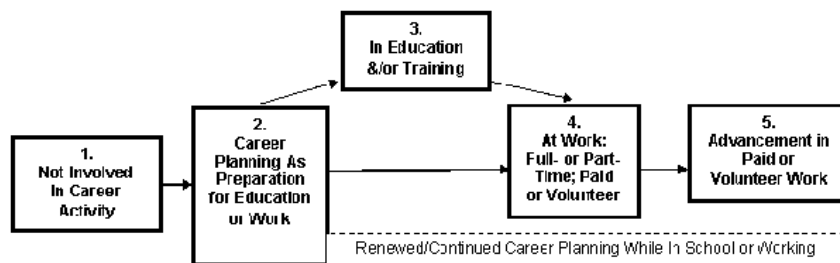 1.
Not Involved
In Career
Activity
2.
Career
Planning As
Preparation
for Education
or Work
3.
In Education
&/or Training
4.
At Work:
Full- or Part-
Time; Paid
or Volunteer
5.
Advancement in
Paid or
Volunteer Work
Renewed/Continued Career Planning While In School or Working